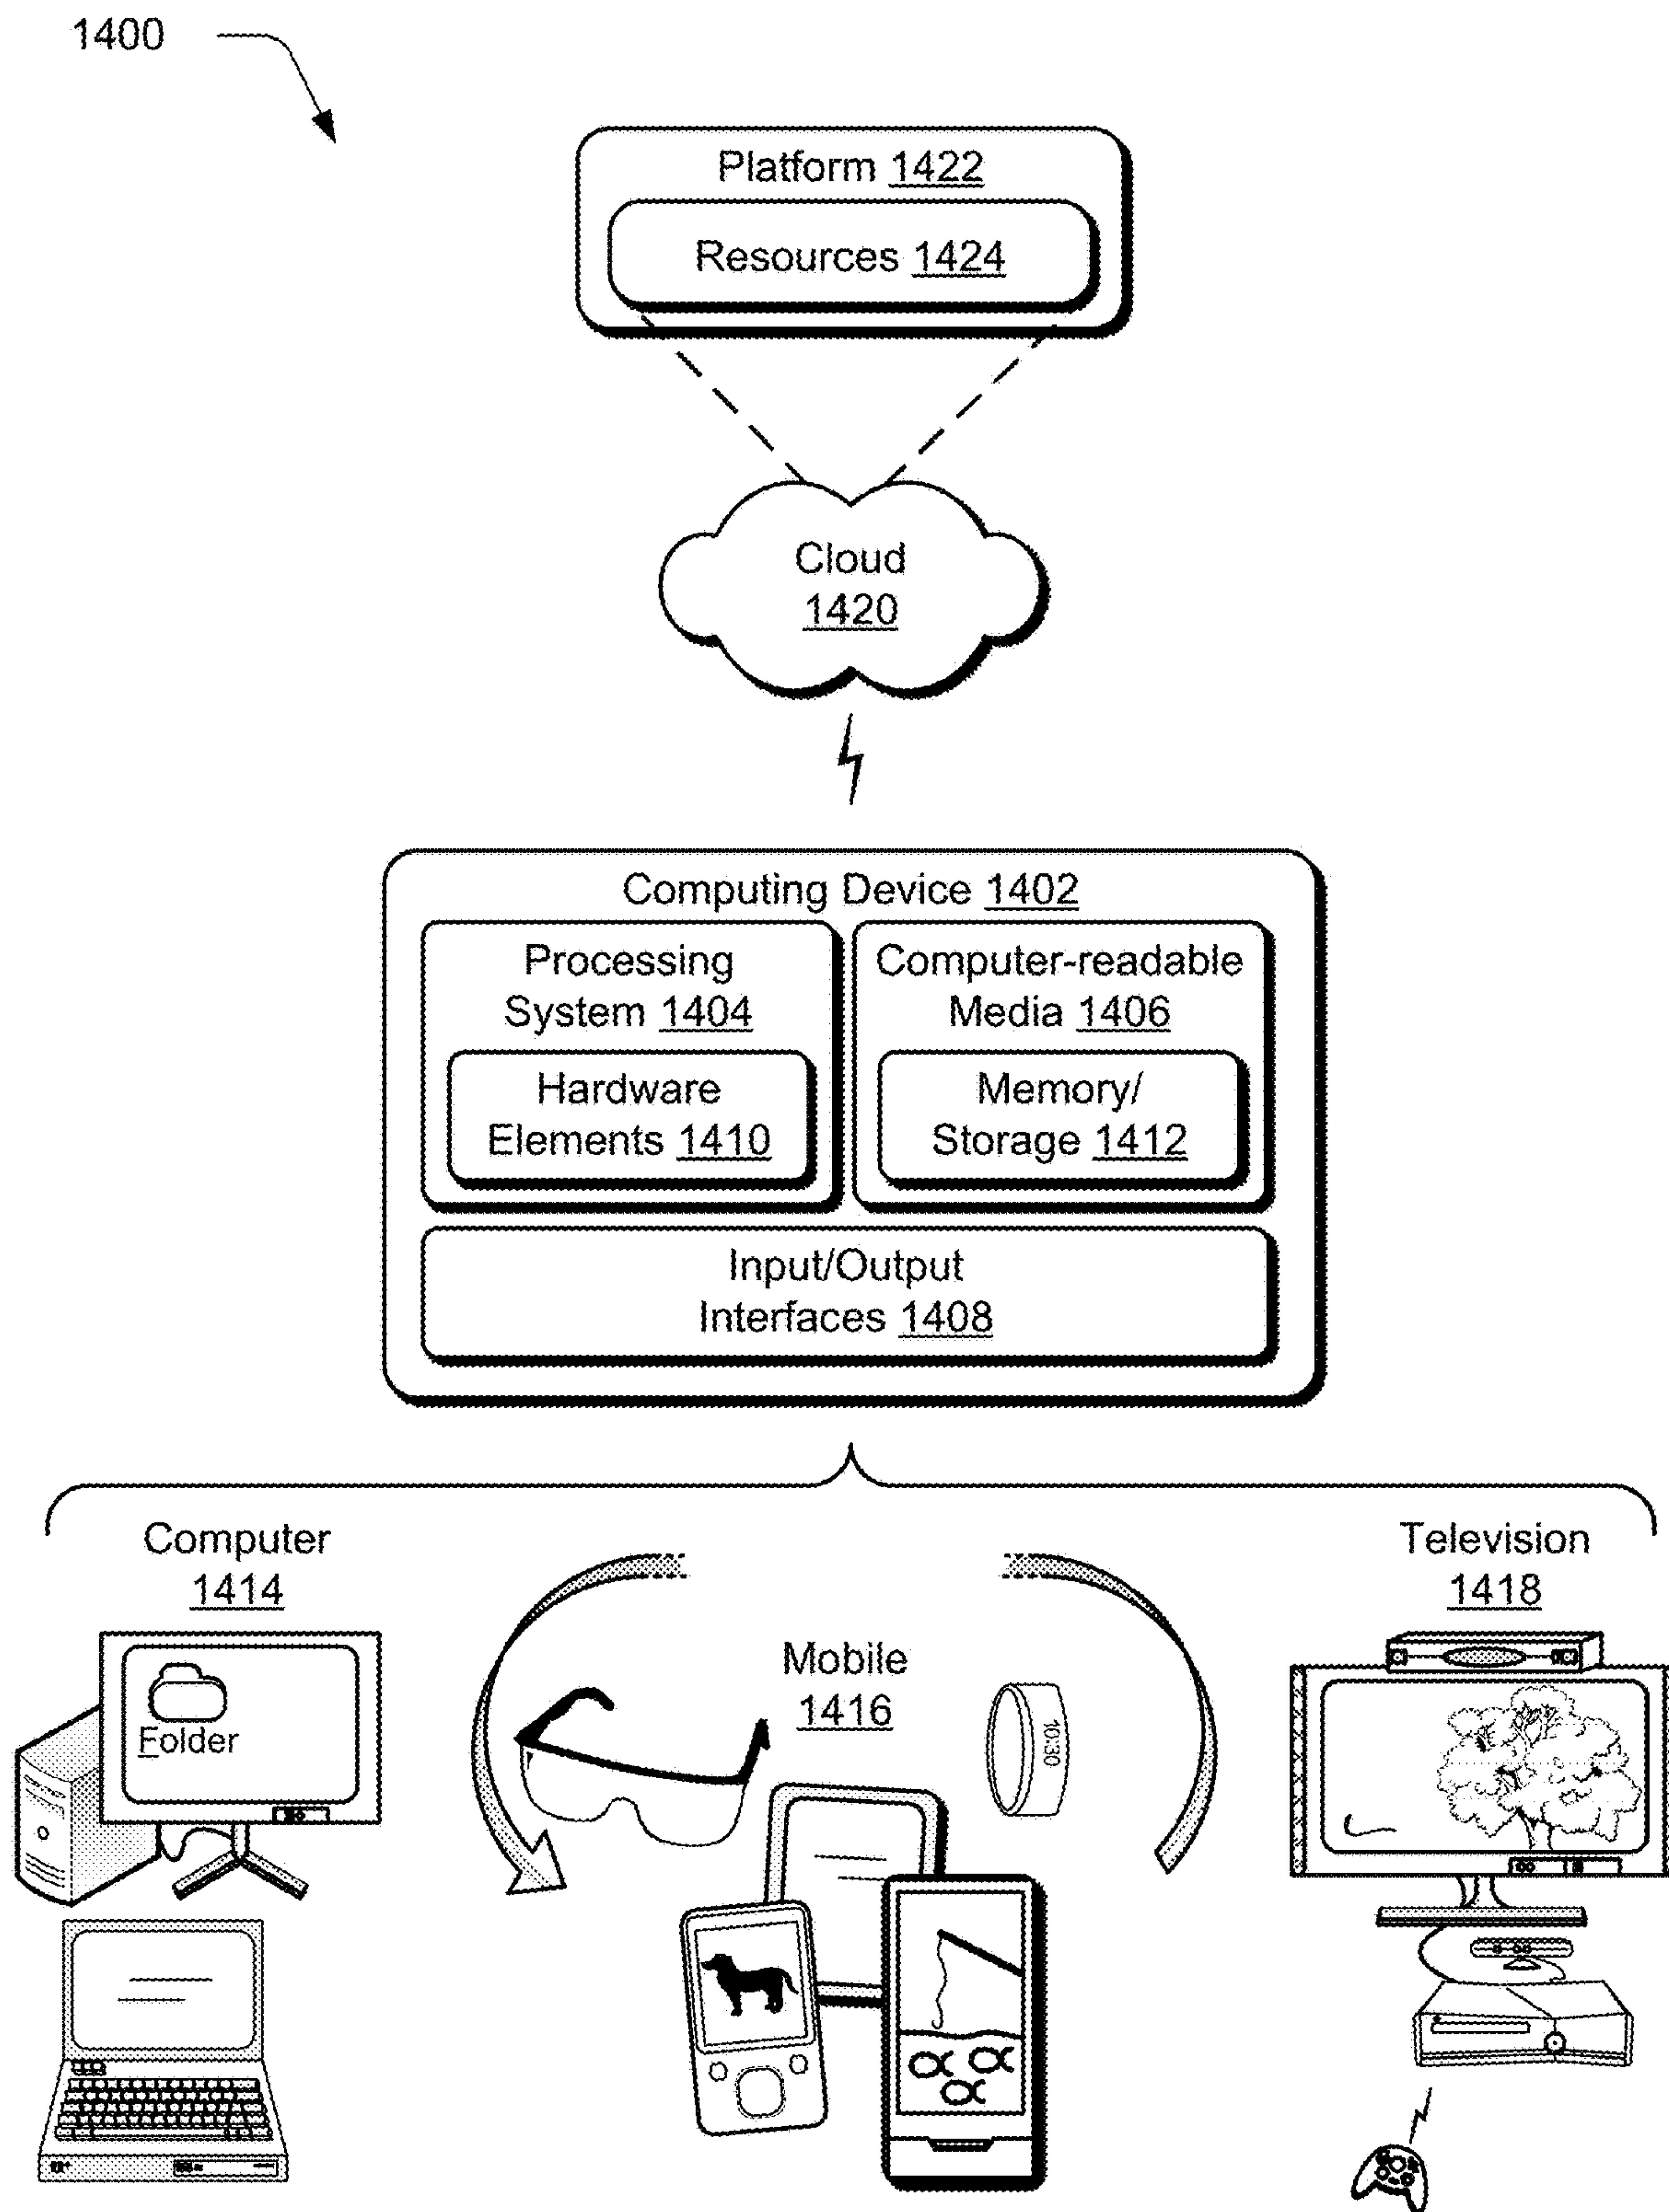 1400
Platform 1422
Resources 1424
Cloud
1420
Computing Device 1402
Processing
System 1404
Computer-readable
Media 1406
Hardware
Elements 1410
Memory/
Storage 1412
Input/Output
Interfaces 1408
Computer
1414
Folder
Mobile
1416
10:30
Television
1418